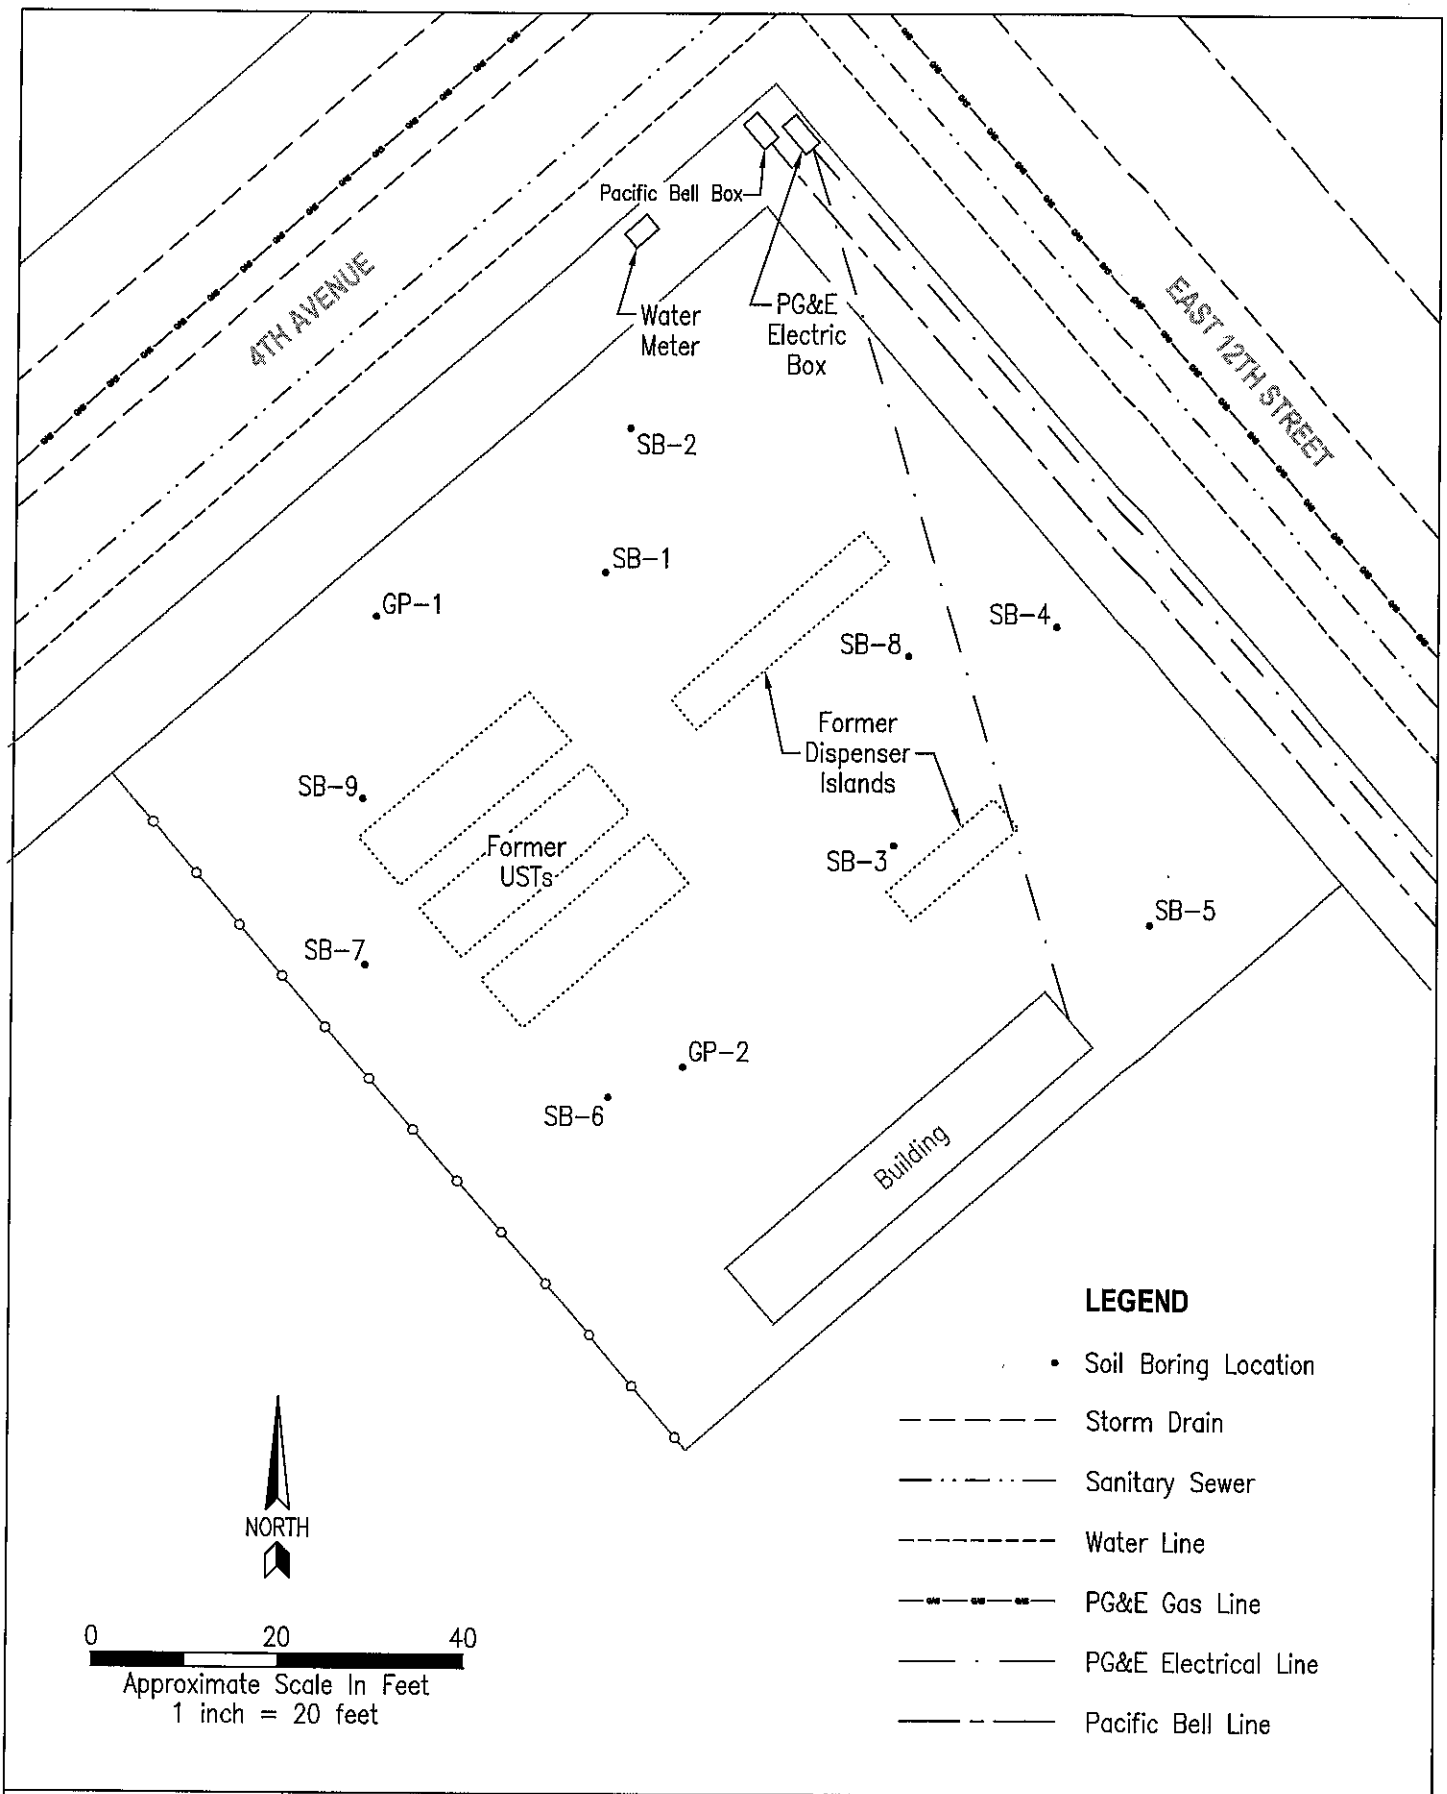 Pacific Bell Box
4TH AVENUE
Water
Meter
PG&E
Electric
Box
EAST 12TH STREET
SB-2
SB-1
GP-1
SB-4
SB-8
Former
Dispenser
Islands
SB-9
Former
USTs
SB-3
SB-5
SB-7
GP-2
SB-6
Building
LEGEND
Soil Boring Location
Storm Drain
Sanitary Sewer
Water Line
GAS GAS GAS PG&E Gas Line
PG&E Electrical Line
Pacific Bell Line
NORTH
0 20 40
Approximate Scale In Feet
1 inch = 20 feet